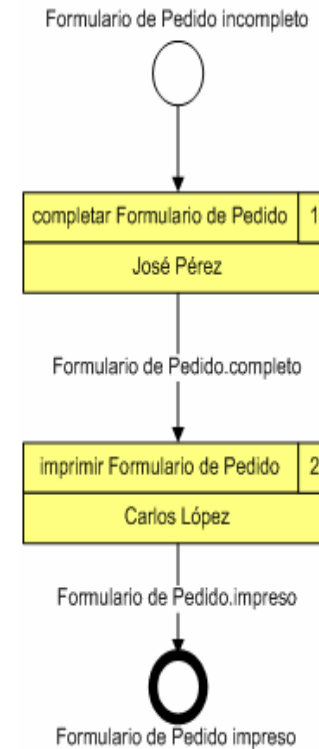 Formulario de Pedido incompleto
completar Formulario de Pedido 1
José Pérez
Formulario de Pedido.completo
imprimir Formulario de Pedido 2
Carlos López
Formulario de Pedido.impreso
Formulario de Pedido impreso